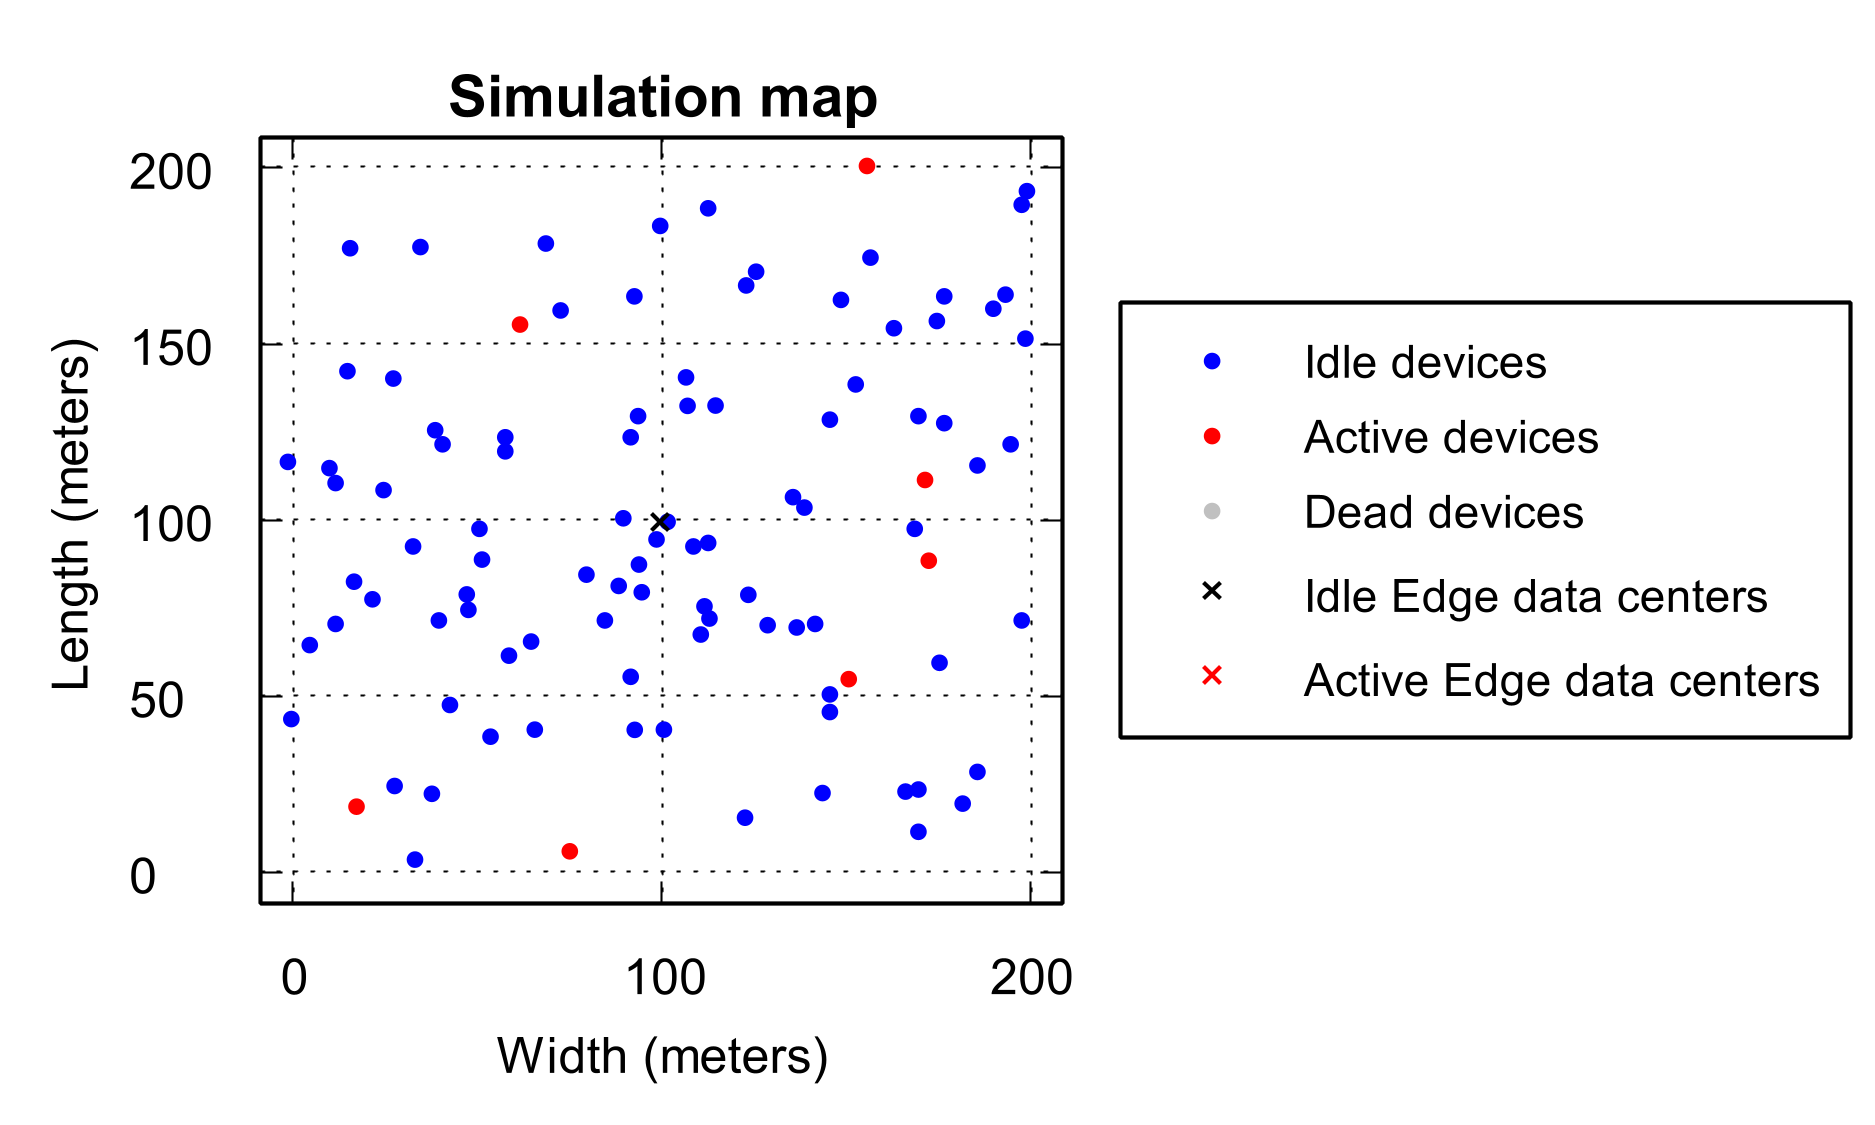 Simulation map
200
150
100
50
0
Length (meters)
0 100 200
Width (meters)
Idle devices
Active devices
Dead devices
Idle Edge data centers
Active Edge data centers